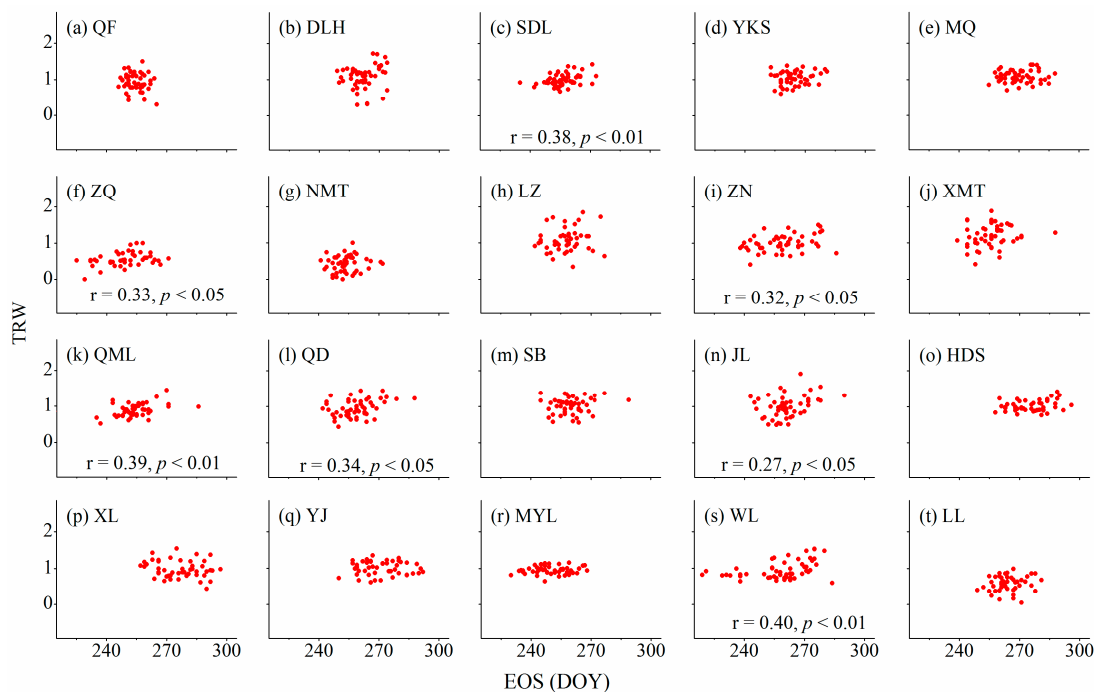 (a) QF (b) DLH (c) SDL (d) YKS (e) MQ
2
1
0
r = 0.38, p < 0.01
(f) ZQ (g) NMT (h) LZ (i) ZN (j) XMT
2
1
0
r = 0.33, p < 0.05 r = 0.32, p < 0.05
TRW
(k) QML (l) QD (m) SB (n) JL (o) HDS
2
1
0
r = 0.39, p < 0.01 r = 0.34, p < 0.05 r = 0.27, p < 0.05
(p) XL (q) YJ (r) MYL (s) WL (t) LL
2
1
0
r = 0.40, p < 0.01
240 270 300 240 270 300 240 270 300 240 270 300 240 270 300
EOS (DOY)